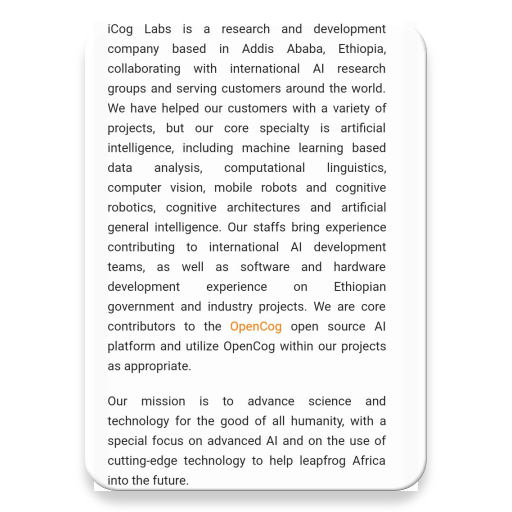 iCog Labs is a research and development
company based in Addis Ababa, Ethiopia,
collaborating with international AI research
groups and serving customers around the world.
We have helped our customers with a variety of
projects, but our core specialty is artificial
intelligence, including machine learning based
data analysis, computational linguistics,
computer vision, mobile robots and cognitive
robotics, cognitive architectures and artificial
general intelligence. Our staffs bring experience
contributing to international AI development
teams, as well as software and hardware
development experience on Ethiopian
government and industry projects. We are core
contributors to the OpenCog open source AI
platform and utilize OpenCog within our projects
as appropriate.
Our mission is to advance science and
technology for the good of all humanity, with a
special focus on advanced AI and on the use of
cutting-edge technology to help leapfrog Africa
into the future.